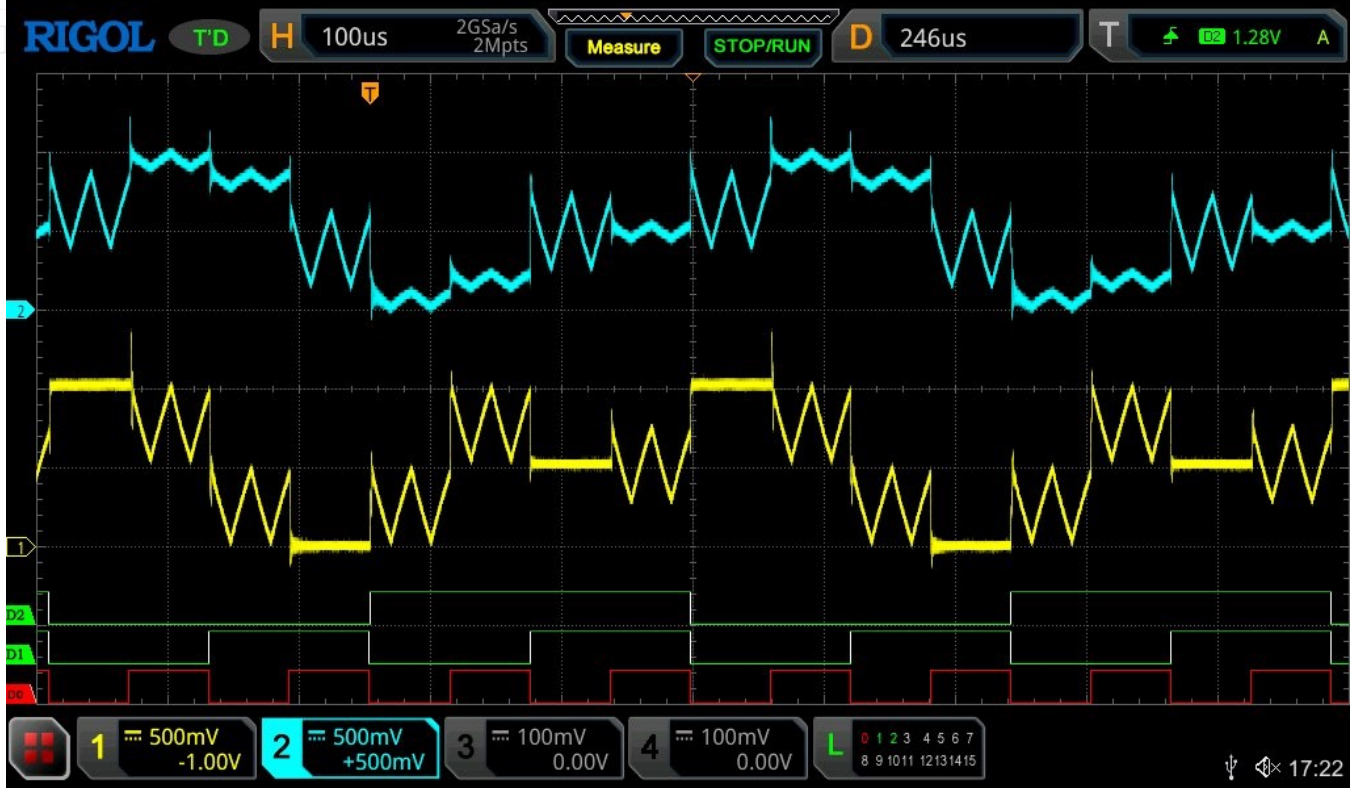 RIGOL T'D H 100us 2GSa/s 2Mpts Measure STOP/RUN D 246us T D2 1.28V A
T
2
1
D2
D1
D0
1 500mV -1.00V 2 500mV +500mV 3 100mV 0.00V 4 100mV 0.00V L 0 1 2 3 4 5 6 7
8 9 10 11 12 13 14 15
17:22